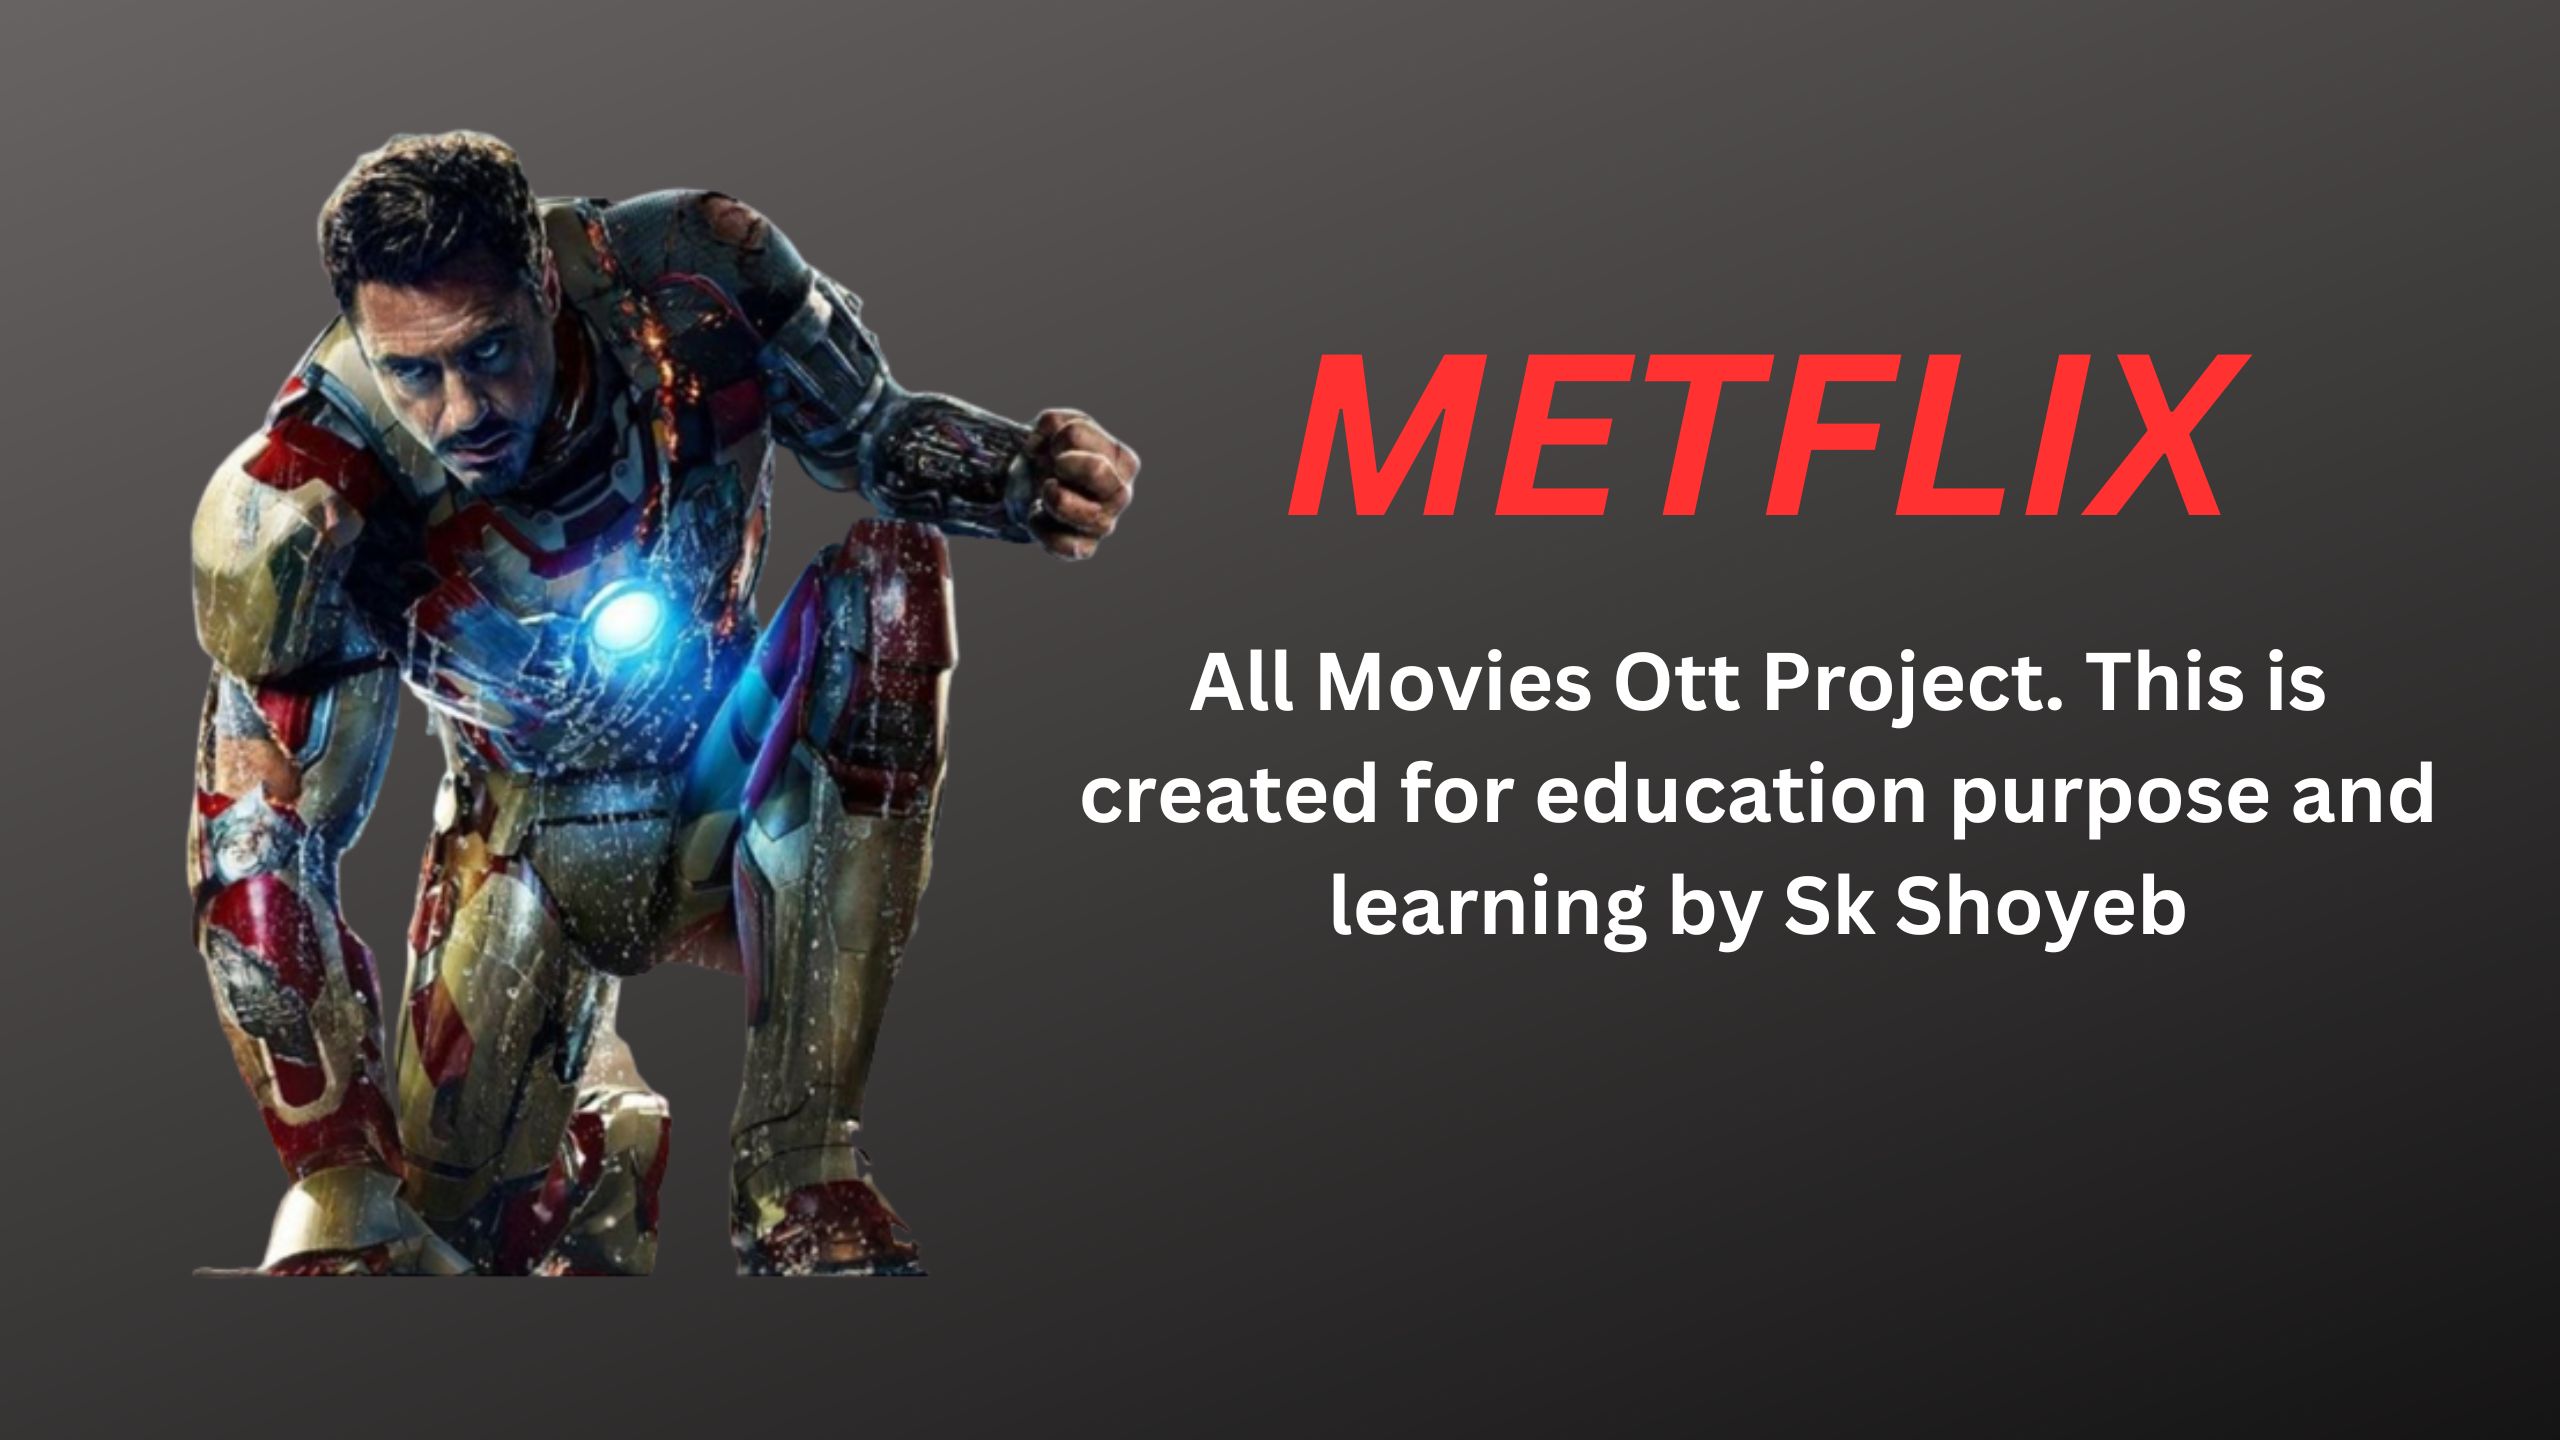 METFLIX
All Movies Ott Project. This is
created for education purpose and
learning by Sk Shoyeb